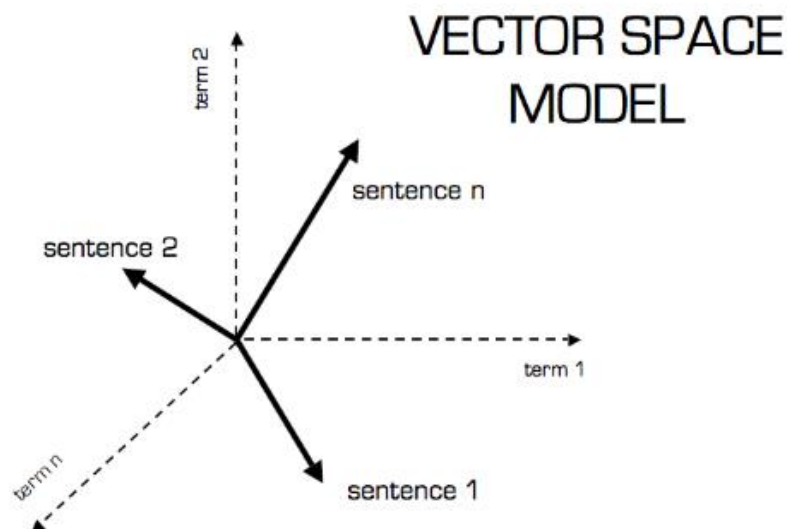 VECTOR SPACE
MODEL
term 2
sentence n
sentence 2
term 1
term n
sentence 1